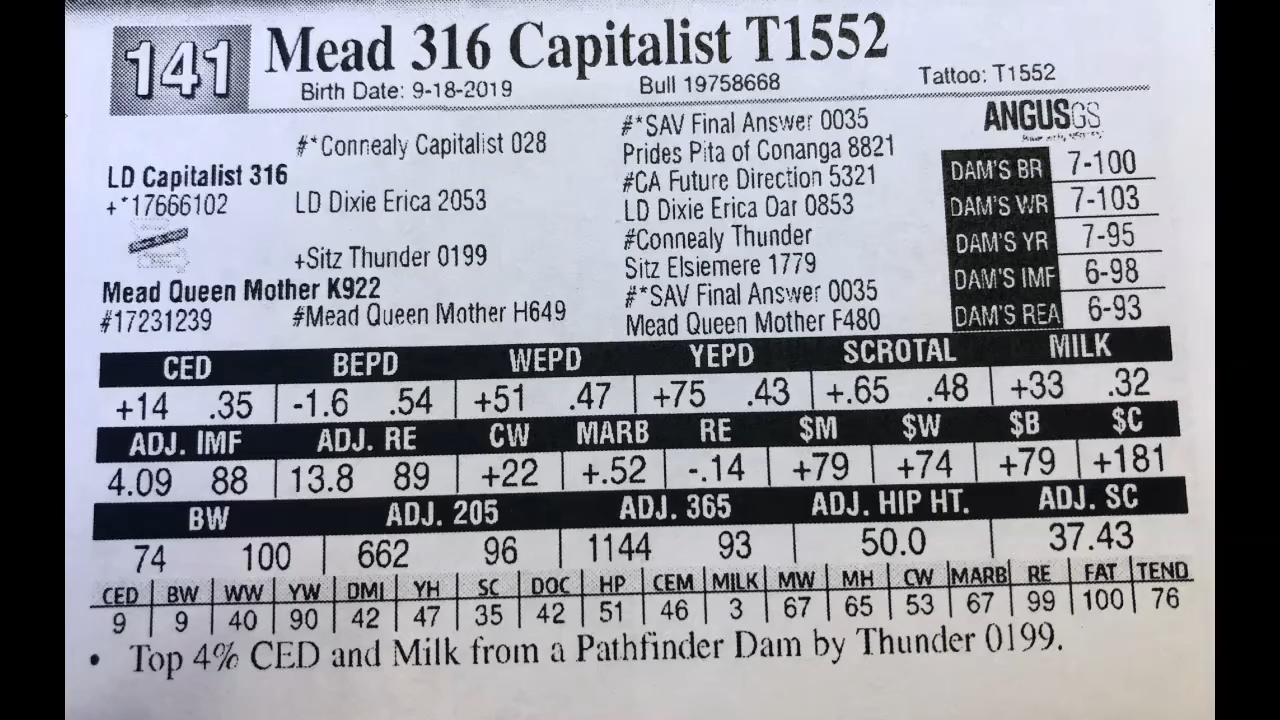 141 Mead 316 Capitalist T1552
Birth Date: 9-18-2019 Bull 19758668 Tattoo: T1552
#*Connealy Capitalist 028
LD Capitalist 316
+*17666102
LD Dixie Erica 2053
+Sitz Thunder 0199
Mead Queen Mother K922
#17231239
#Mead Queen Mother H649
#*SAV Final Answer 0035
Prides Pita of Conanga 8821
#CA Future Direction 5321
LD Dixie Erica Oar 0853
#Connealy Thunder
Sitz Elsiemere 1779
#*SAV Final Answer 0035
Mead Queen Mother F480
ANGUSGS
DAM'S BR 7-100
DAM'S WR 7-103
DAM'S YR 7-95
DAM'S IMF 6-98
DAM'S REA 6-93
CED BEPD WEPD YEPD SCROTAL MILK
+14 .35 -1.6 .54 +51 .47 +75 .43 +.65 .48 +33 .32
ADJ. IMF ADJ. RE CW MARB RE $M $W $B $C
4.09 88 13.8 89 +22 +.52 -.14 +79 +74 +79 +181
BW ADJ. 205 ADJ. 365 ADJ. HIP HT. ADJ. SC
74 100 662 96 1144 93 50.0 37.43
CED BW WW YW DMI YH SC DOC HP CEM MILK MW MH CW MARB RE FAT TEND
9 9 40 90 42 47 35 42 51 46 3 67 65 53 67 99 100 76
• Top 4% CED and Milk from a Pathfinder Dam by Thunder 0199.